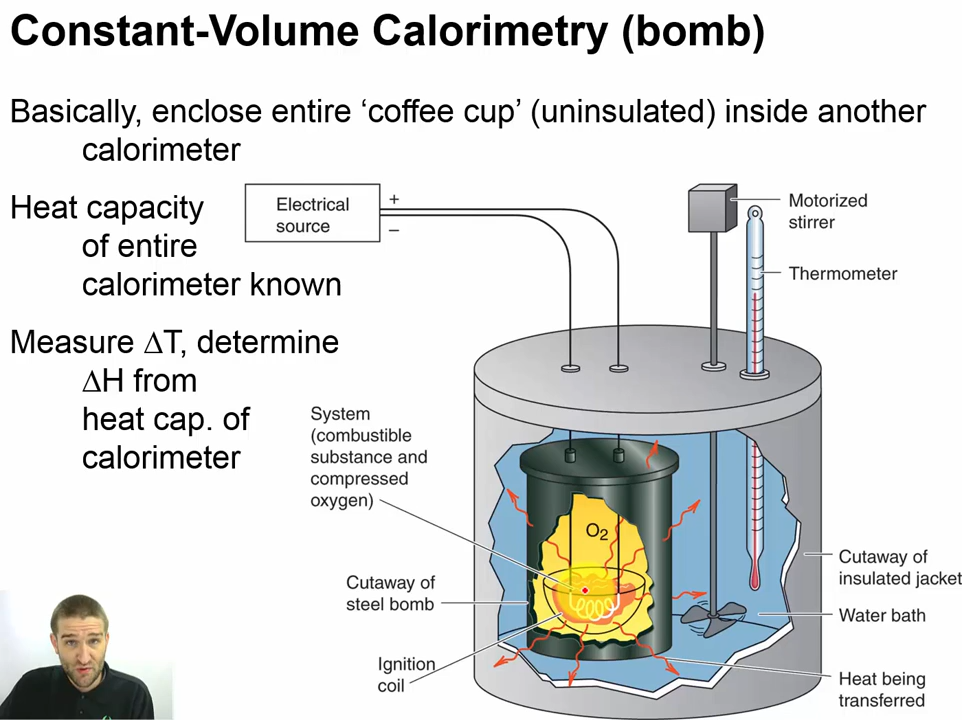 Constant-Volume Calorimetry (bomb)
Basically, enclose entire ‘coffee cup’ (uninsulated) inside another
calorimeter
Heat capacity
of entire
calorimeter known
Measure ΔT, determine
ΔH from
heat cap. of
calorimeter
Electrical
source
+
–
Motorized
stirrer
Thermometer
System
(combustible
substance and
compressed
oxygen)
O2
Cutaway of
steel bomb
Ignition
coil
Cutaway of
insulated jacket
Water bath
Heat being
transferred